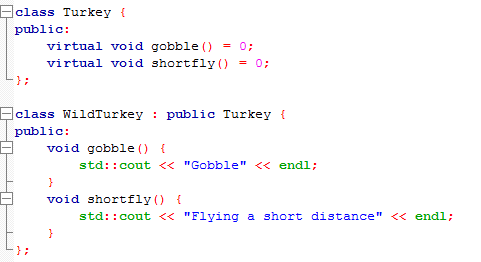 class Turkey {
public:
    virtual void gobble() = 0;
    virtual void shortfly() = 0;
};

class WildTurkey : public Turkey {
public:
    void gobble() {
        std::cout << "Gobble" << endl;
    }
    void shortfly() {
        std::cout << "Flying a short distance" << endl;
    }
};